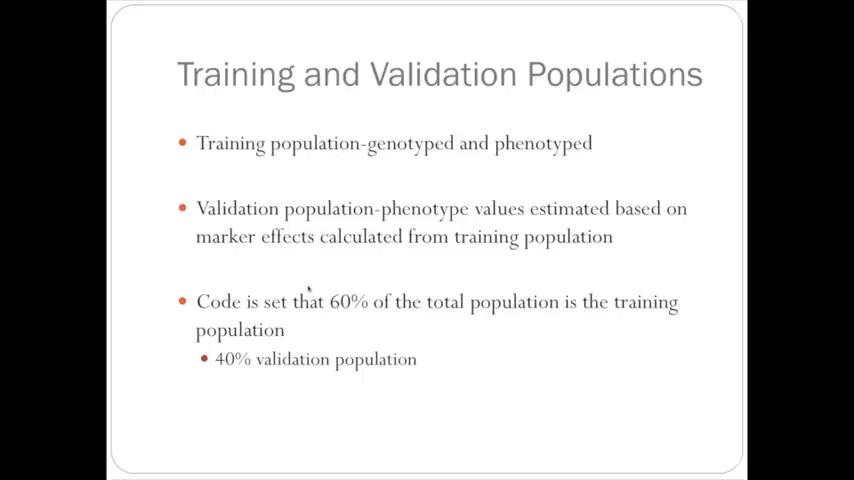 Training and Validation Populations
Training population-genotyped and phenotyped
Validation population-phenotype values estimated based on
marker effects calculated from training population
Code is set that 60% of the total population is the training
population
40% validation population